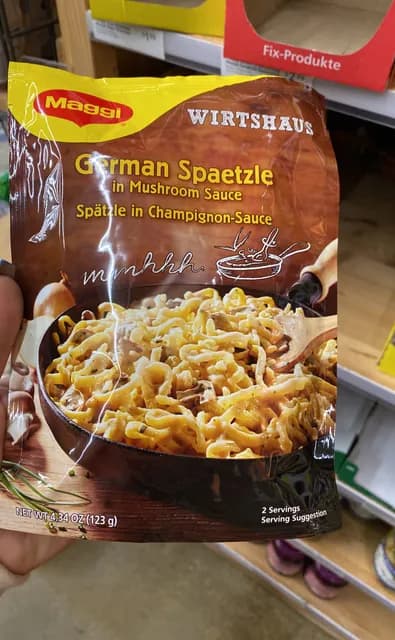 Fix-Produkte
Maggi
WIRTSHAUS
German Spaetzle
in Mushroom Sauce
Spätzle in Champignon-Sauce
mmhhh.
NET WT 4.34 OZ (123 g)
2 Servings
Serving Suggestion